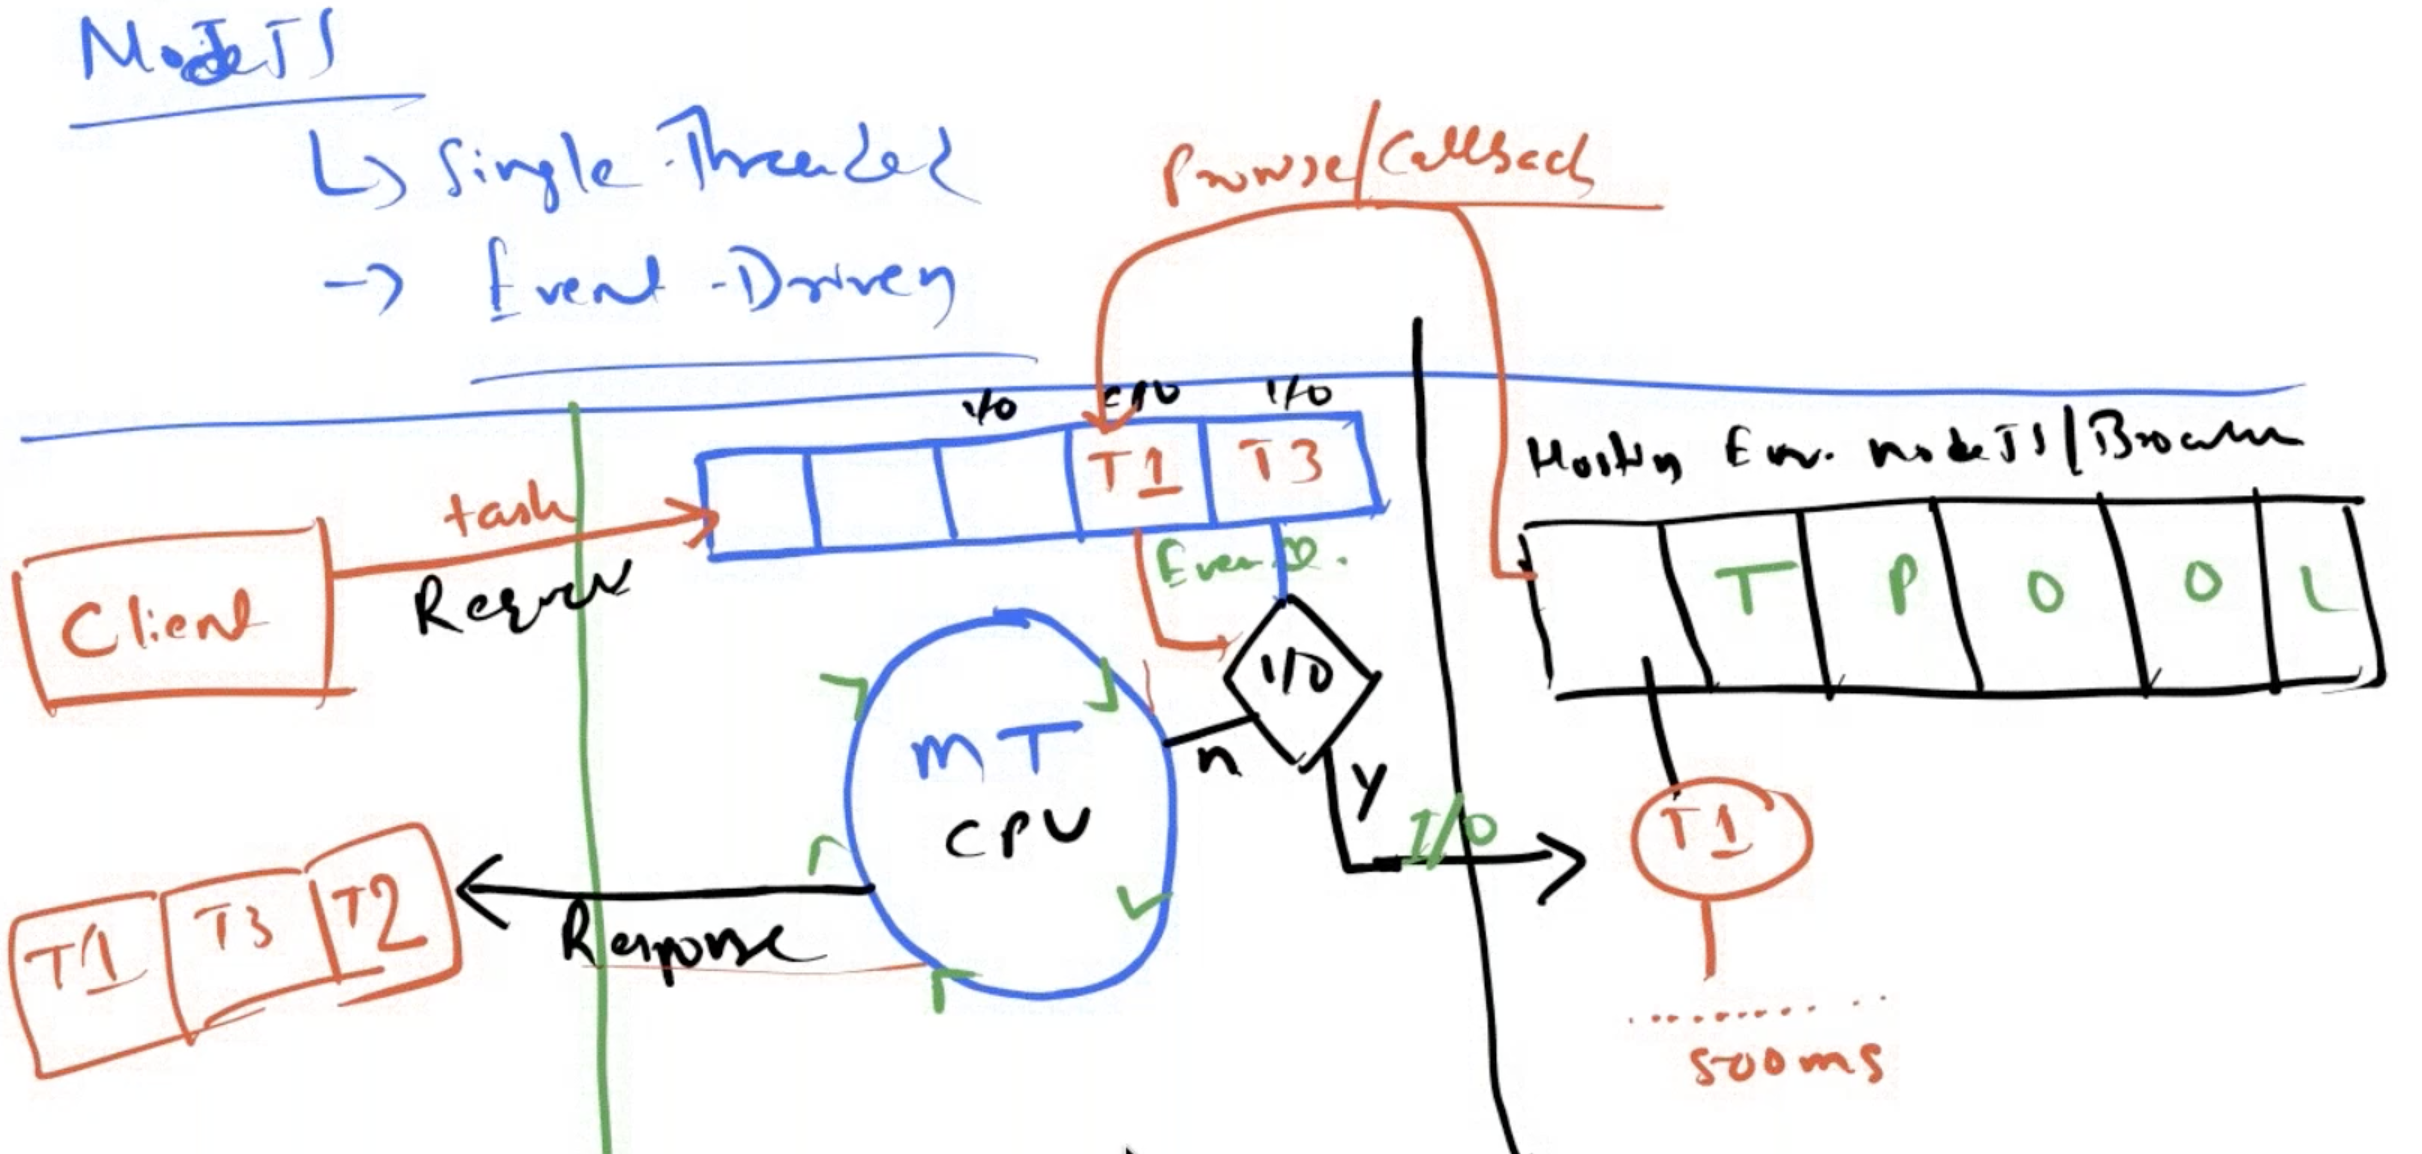 NodeJS
↳ Single-Threaded
→ Event-Driven
Promise/Callback
I/O CPU I/O
T1 T3
Hosting Env. NodeJS/Browser
task
Request
Client
Event Q.
T P O O L
I/O
MT
CPU
n
y
I/O
T1
Response
T1 T3 T2
500ms